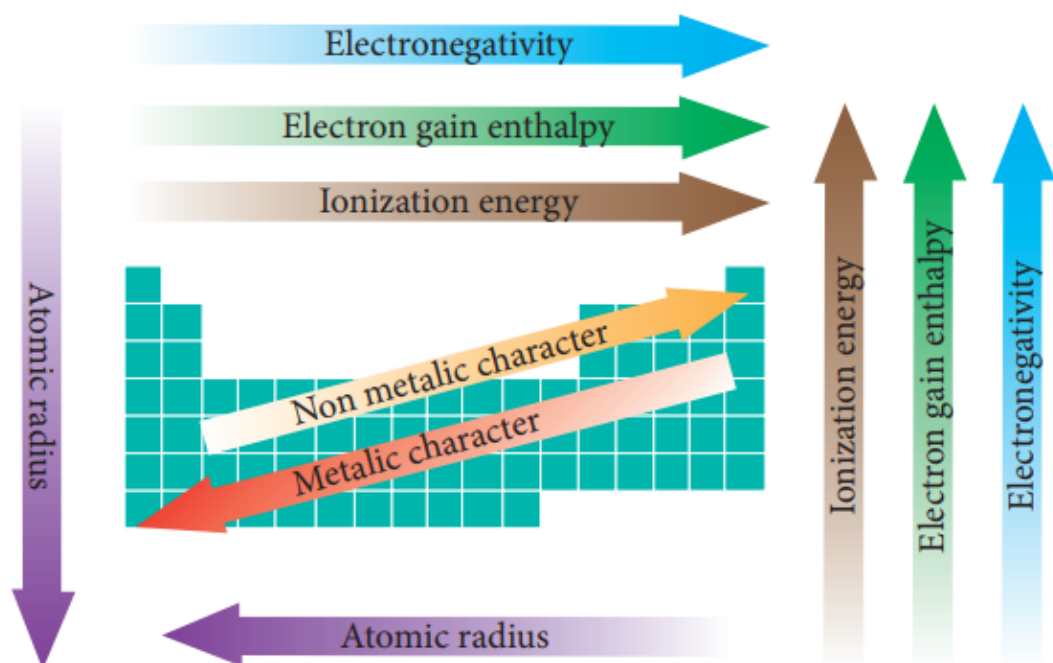 Electronegativity
Electron gain enthalpy
Ionization energy
Atomic radius
Non metalic character
Metalic character
Ionization energy
Electron gain enthalpy
Electronegativity
Atomic radius